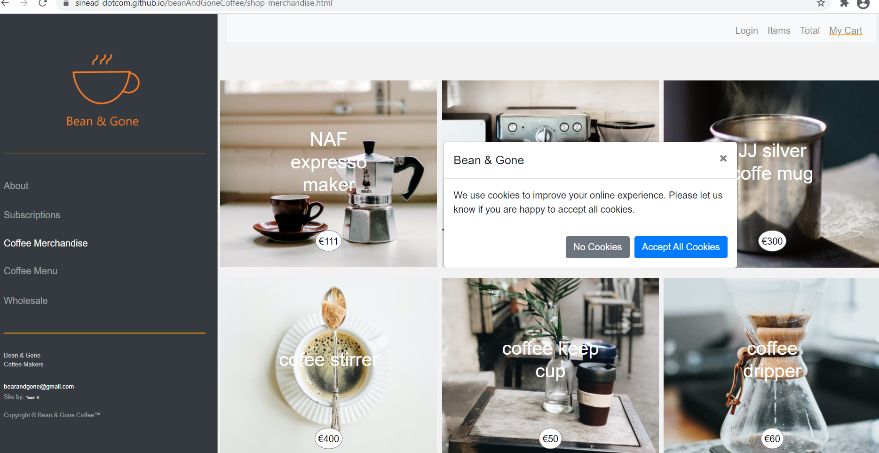 sinead-dotcom.github.io/beanAndGoneCoffee/shop-merchandise.html
Login Items Total My Cart
Bean & Gone
About
Subscriptions
Coffee Merchandise
Coffee Menu
Wholesale
Bean & Gone
Coffee Makers
bearandgone@gmail.com
Site by:
Copyright © Bean & Gone Coffee™
NAF
expresso
maker
€111
Bean & Gone
×
We use cookies to improve your online experience. Please let us
know if you are happy to accept all cookies.
No Cookies
Accept All Cookies
JJ silver
coffe mug
€300
cofee stirrer
€400
coffee keep
cup
€50
coffee
dripper
€60